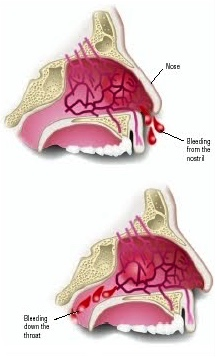 Nose
Bleeding
from the
nostril
Bleeding
down the
throat